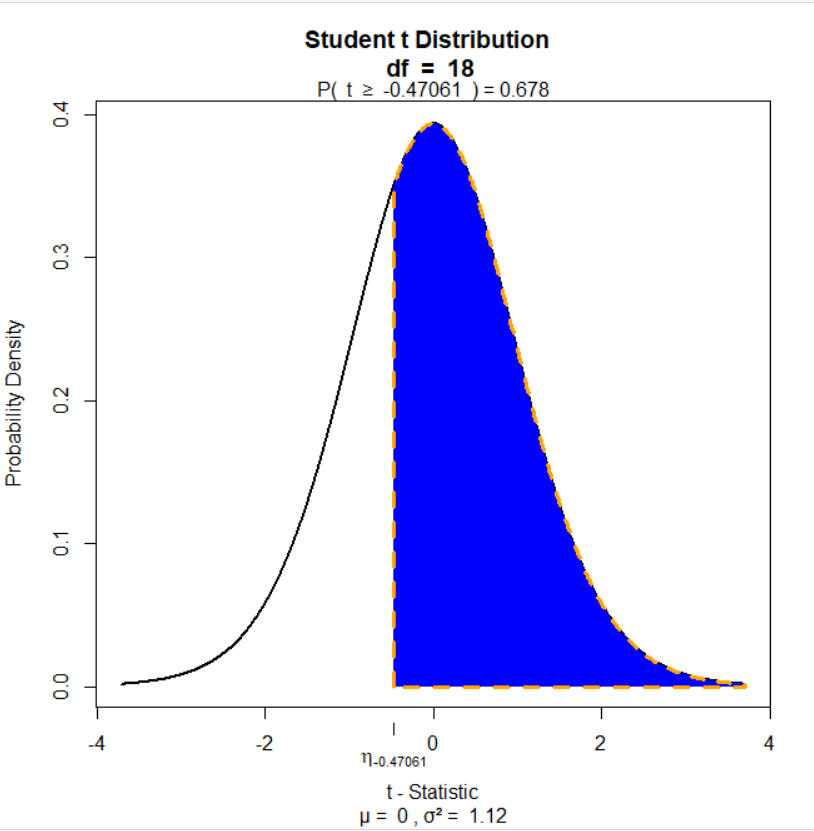 Student t Distribution
df = 18
P( t ≥ -0.47061 ) = 0.678
Probability Density
0.4
0.3
0.2
0.1
0.0
-4 -2 0 2 4
η-0.47061
t - Statistic
μ = 0 , σ² = 1.12